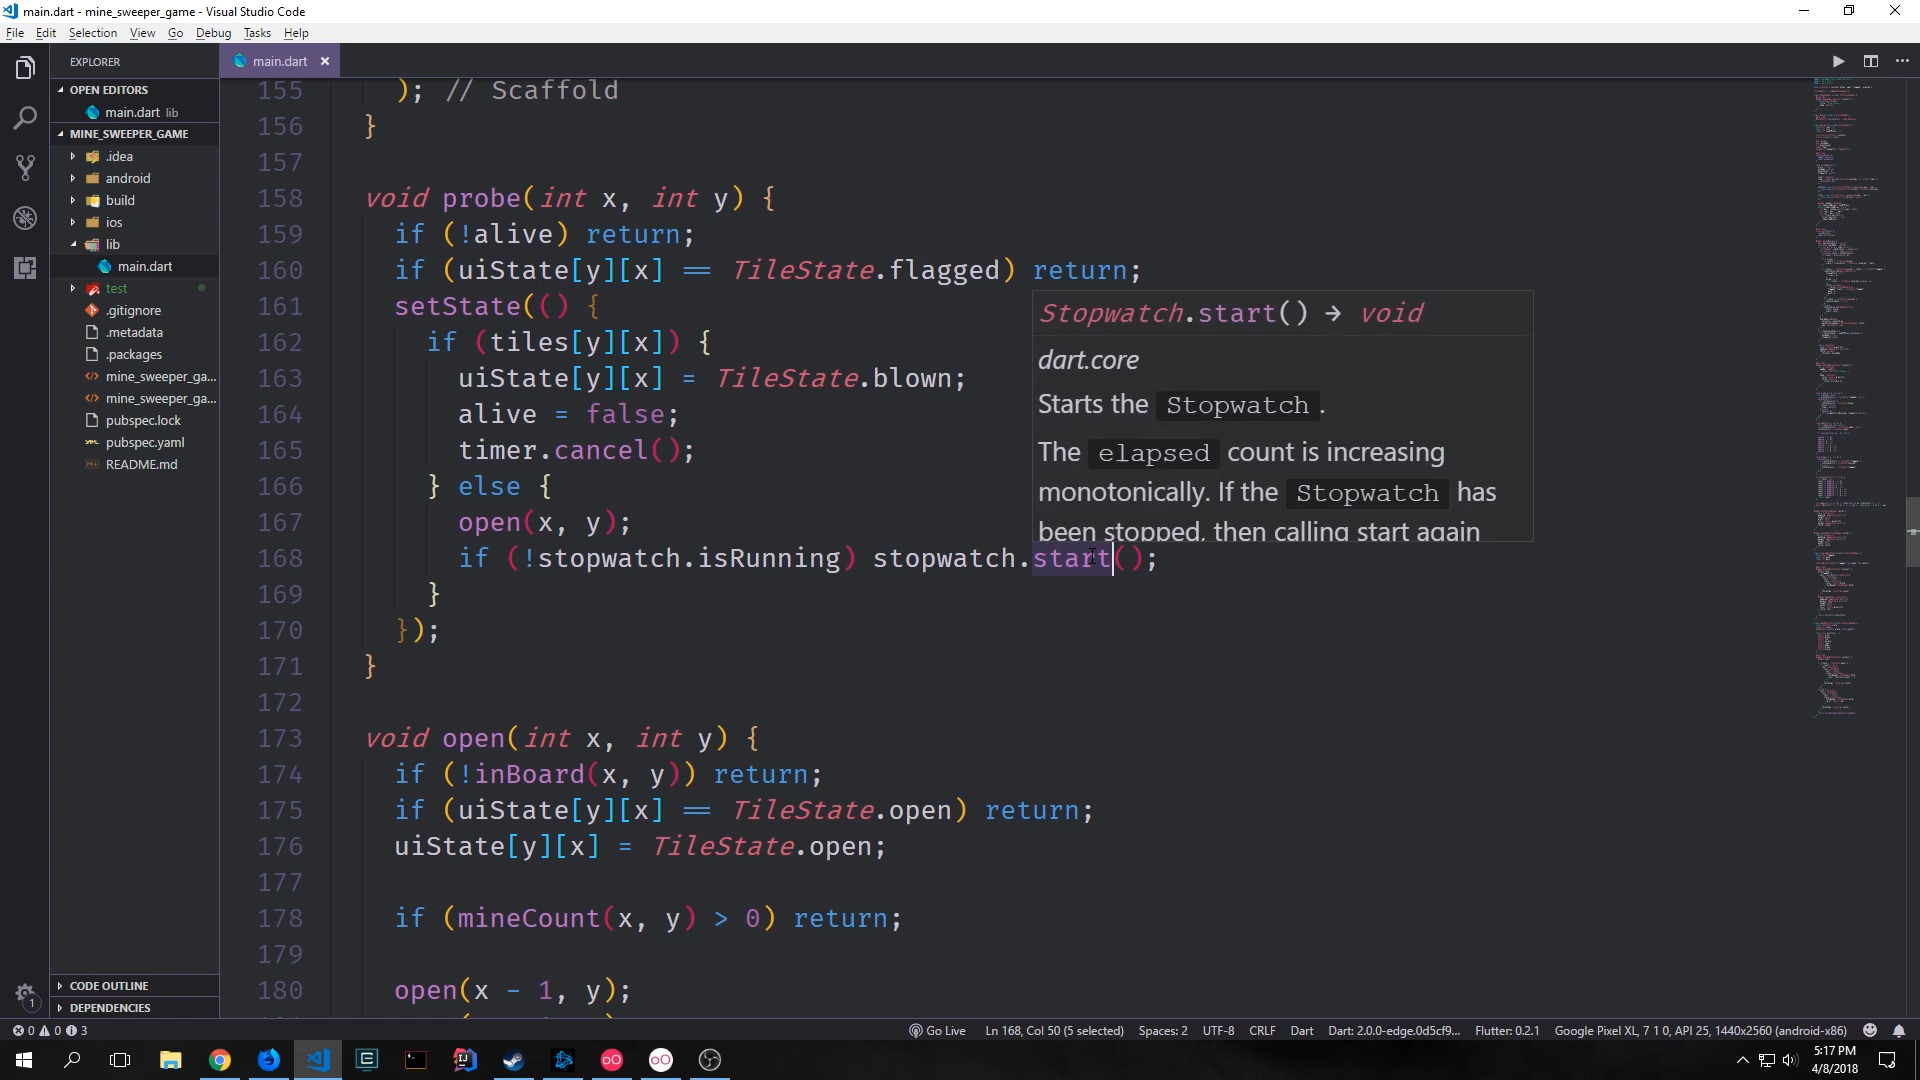 main.dart - mine_sweeper_game - Visual Studio Code
File Edit Selection View Go Debug Tasks Help
EXPLORER
main.dart ×
OPEN EDITORS
main.dart lib
MINE_SWEEPER_GAME
.idea
android
build
ios
lib
main.dart
test
.gitignore
.metadata
.packages
mine_sweeper_ga...
mine_sweeper_ga...
pubspec.lock
pubspec.yaml
README.md
CODE OUTLINE
DEPENDENCIES
1
155 ); // Scaffold
156 }
157
158 void probe(int x, int y) {
159 if (!alive) return;
160 if (uiState[y][x] == TileState.flagged) return;
161 setState(() {
162 if (tiles[y][x]) {
163 uiState[y][x] = TileState.blown;
164 alive = false;
165 timer.cancel();
166 } else {
167 open(x, y);
168 if (!stopwatch.isRunning) stopwatch.start();
169 }
170 });
171 }
172
173 void open(int x, int y) {
174 if (!inBoard(x, y)) return;
175 if (uiState[y][x] == TileState.open) return;
176 uiState[y][x] = TileState.open;
177
178 if (mineCount(x, y) > 0) return;
179
180 open(x - 1, y);
Stopwatch.start() → void
dart.core
Starts the Stopwatch.
The elapsed count is increasing
monotonically. If the Stopwatch has
been stopped, then calling start again
0 0 3 Go Live Ln 168, Col 50 (5 selected) Spaces: 2 UTF-8 CRLF Dart Dart: 2.0.0-edge.0d5cf9... Flutter: 0.2.1 Google Pixel XL, 7 1 0, API 25, 1440x2560 (android-x86)
5:17 PM
4/8/2018